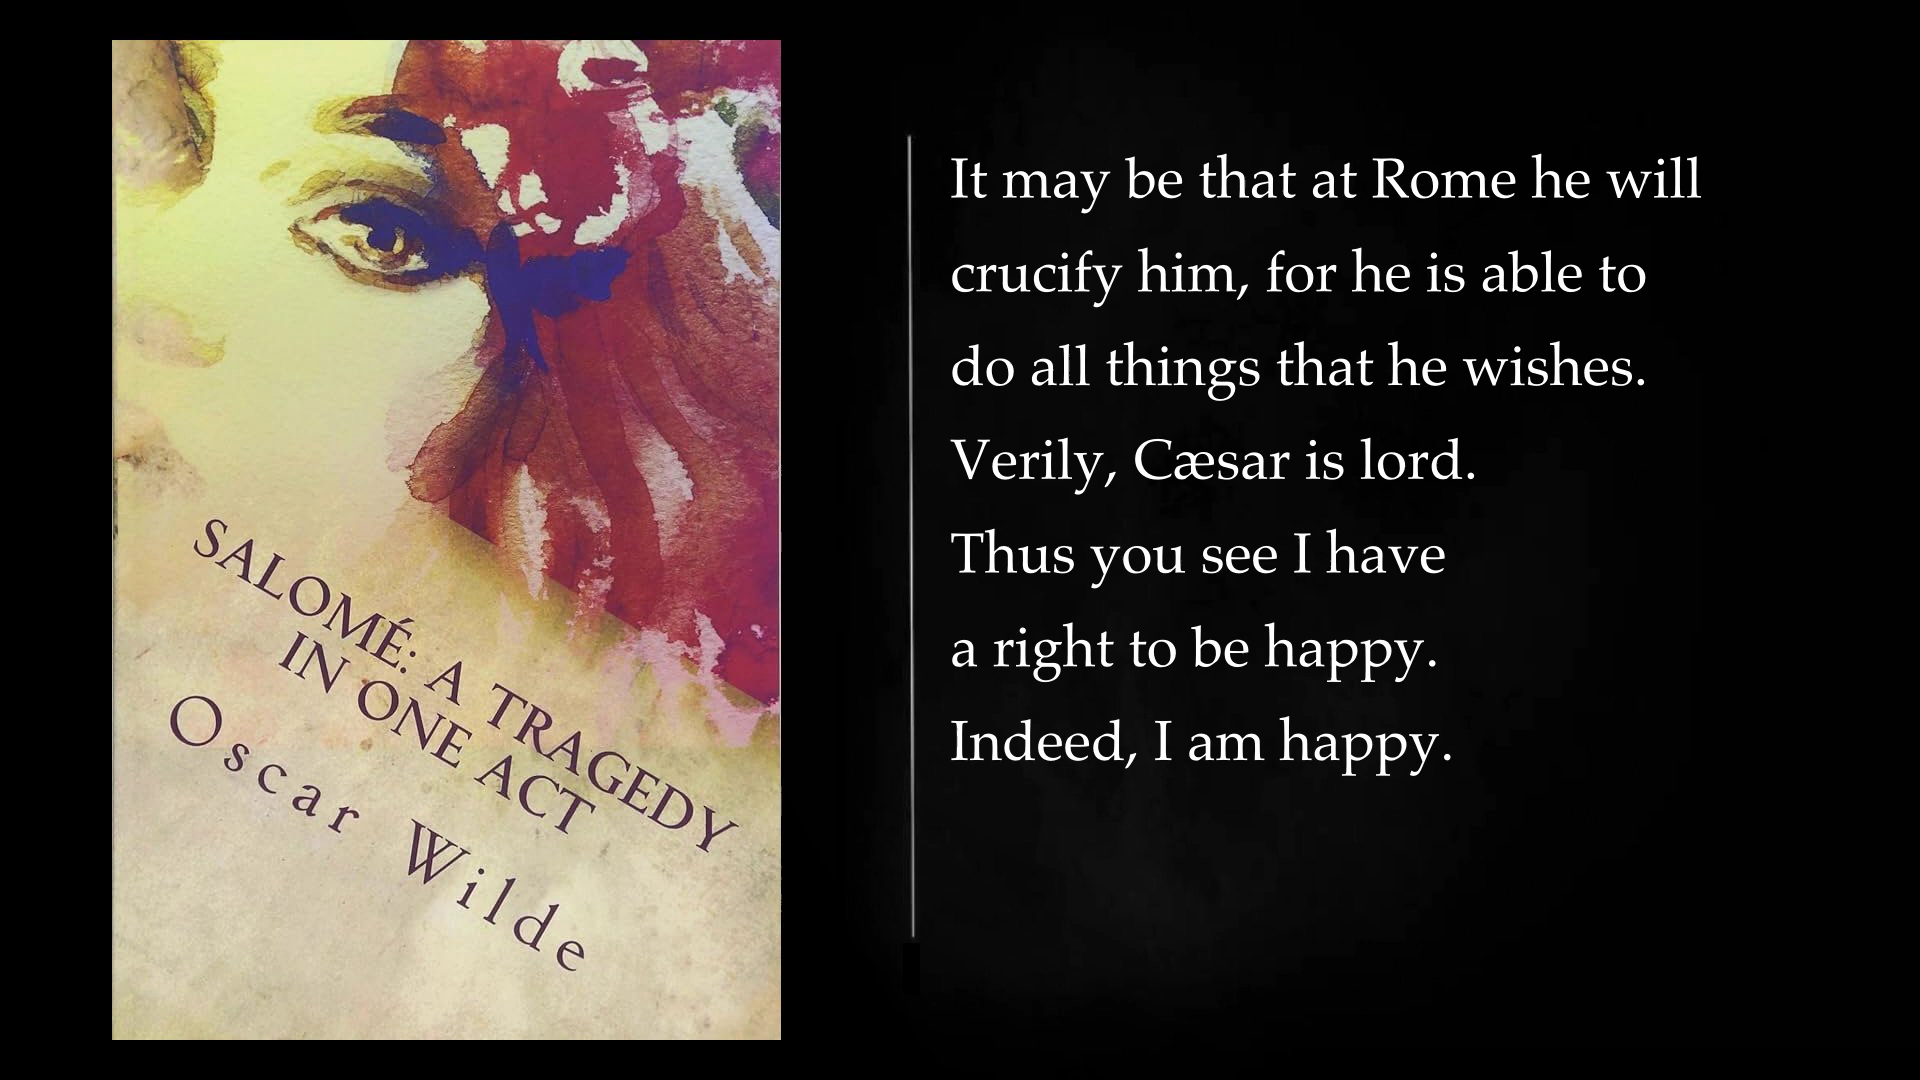 SALOMÉ: A TRAGEDY
IN ONE ACT
Oscar Wilde
It may be that at Rome he will
crucify him, for he is able to
do all things that he wishes.
Verily, Cæsar is lord.
Thus you see I have
a right to be happy.
Indeed, I am happy.